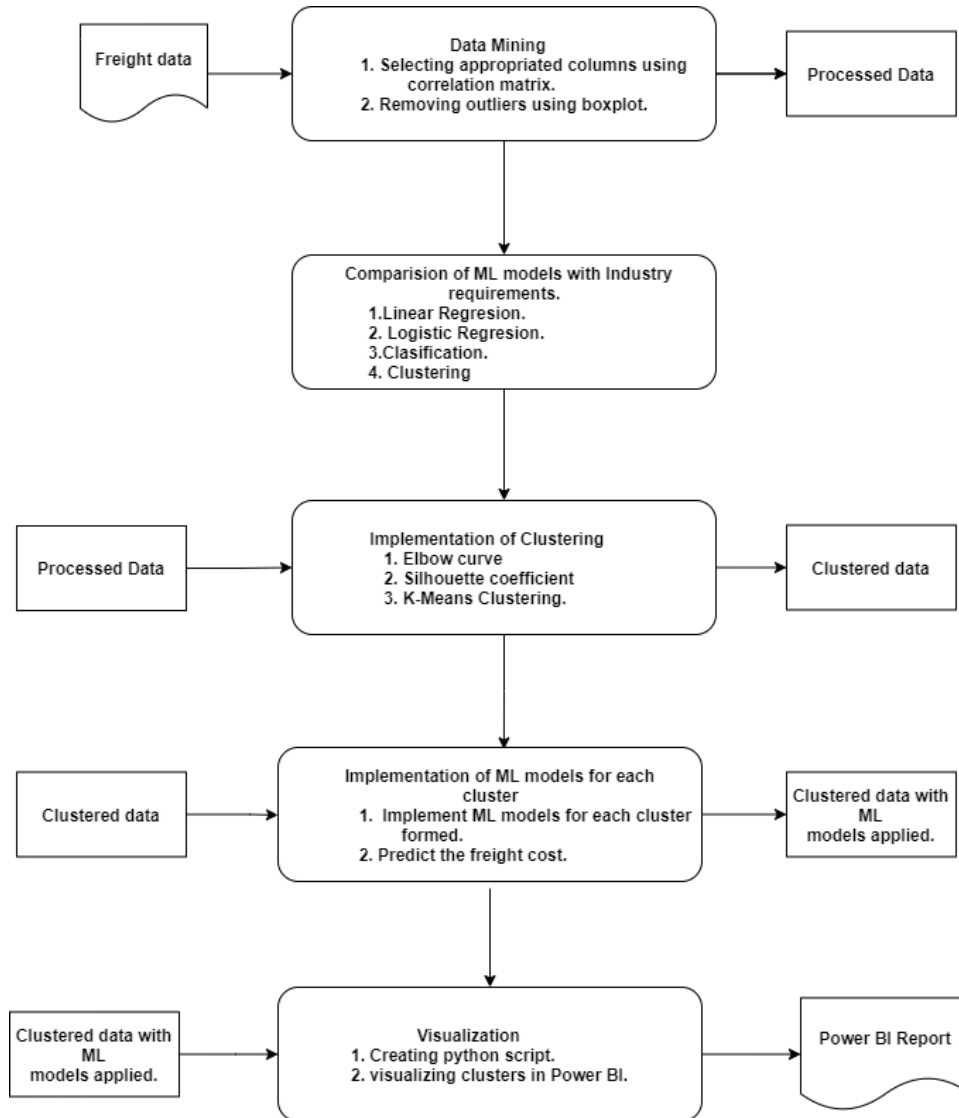 Freight data
Data Mining
1. Selecting appropriated columns using
correlation matrix.
2. Removing outliers using boxplot.
Processed Data
Comparision of ML models with Industry
requirements.
1.Linear Regresion.
2. Logistic Regresion.
3.Clasification.
4. Clustering
Processed Data
Implementation of Clustering
1. Elbow curve
2. Silhouette coefficient
3. K-Means Clustering.
Clustered data
Clustered data
Implementation of ML models for each
cluster
1. Implement ML models for each cluster
formed.
2. Predict the freight cost.
Clustered data with
ML
models applied.
Clustered data with
ML
models applied.
Visualization
1. Creating python script.
2. visualizing clusters in Power BI.
Power BI Report